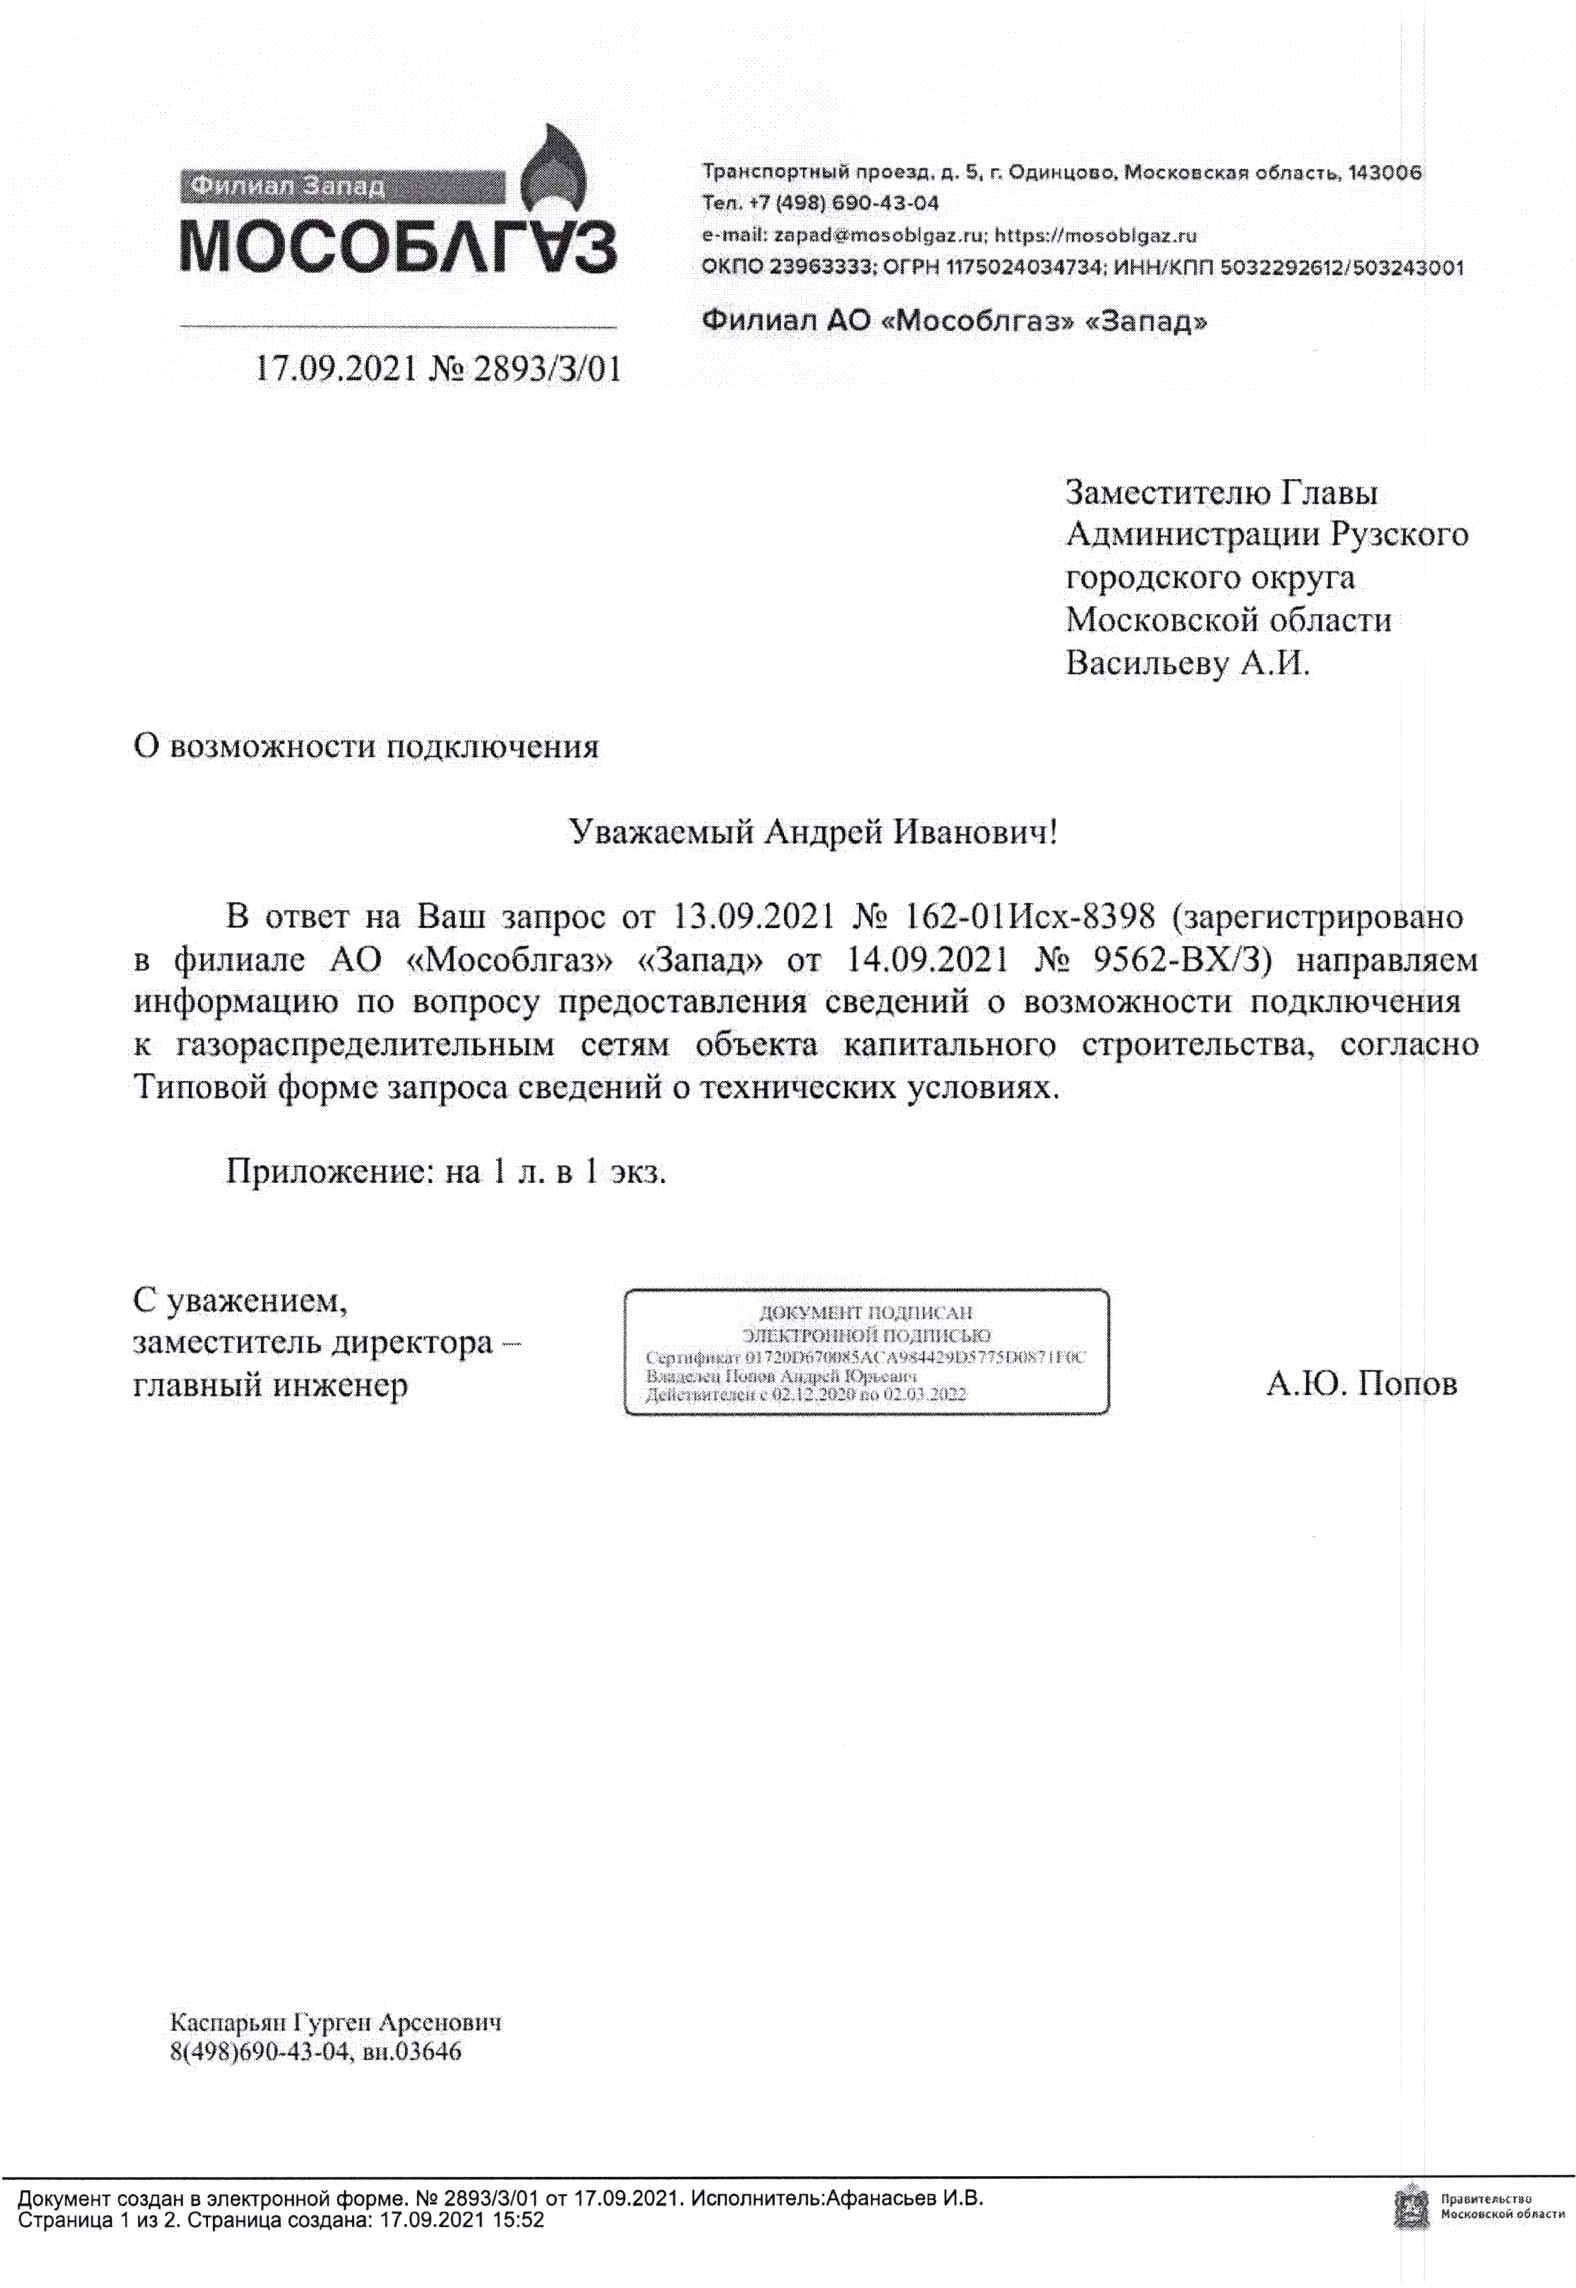 Филиал Запад
МОСОБЛГАЗ
Транспортный проезд, д. 5, г. Одинцово, Московская область, 143006
Тел. +7 (498) 690-43-04
e-mail: zapad@mosoblgaz.ru; https://mosoblgaz.ru
ОКПО 23963333; ОГРН 1175024034734; ИНН/КПП 5032292612/503243001
Филиал АО «Мособлгаз» «Запад»
17.09.2021 № 2893/З/01
Заместителю Главы
Администрации Рузского
городского округа
Московской области
Васильеву А.И.
О возможности подключения
Уважаемый Андрей Иванович!
В ответ на Ваш запрос от 13.09.2021 № 162-01Исх-8398 (зарегистрировано
в филиале АО «Мособлгаз» «Запад» от 14.09.2021 № 9562-ВХ/З) направляем
информацию по вопросу предоставления сведений о возможности подключения
к газораспределительным сетям объекта капитального строительства, согласно
Типовой форме запроса сведений о технических условиях.
Приложение: на 1 л. в 1 экз.
С уважением,
заместитель директора –
главный инженер
ДОКУМЕНТ ПОДПИСАН
ЭЛЕКТРОННОЙ ПОДПИСЬЮ
Сертификат 01720D670085ACA984429D5775D0871F0C
Владелец Попов Андрей Юрьевич
Действителен с 02.12.2020 по 02.03.2022
А.Ю. Попов
Каспарьян Гурген Арсенович
8(498)690-43-04, вн.03646
Документ создан в электронной форме. № 2893/З/01 от 17.09.2021. Исполнитель:Афанасьев И.В.
Страница 1 из 2. Страница создана: 17.09.2021 15:52
Правительство
Московской области